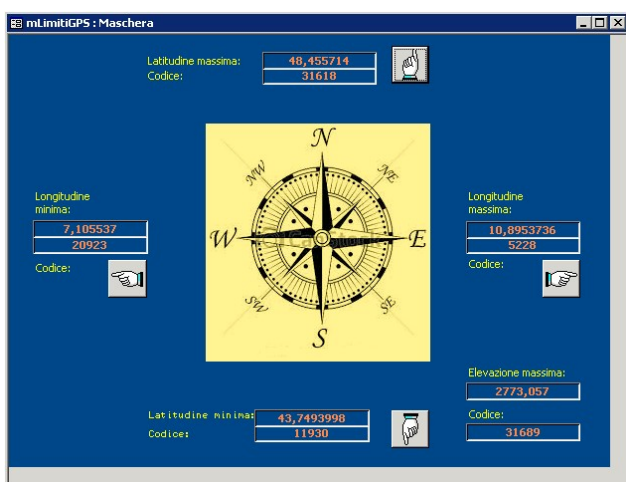 mLimitiGPS : Maschera
Latitudine massima: 48,455714
Codice: 31618
N
NW NE
Longitudine
minima:
7,105537
20923
Codice:
W E
Longitudine
massima:
10,8953736
5228
Codice:
SW SE
S
Elevazione massima:
2773,057
Latitudine minima: 43,7493998
Codice: 11930
Codice:
31689